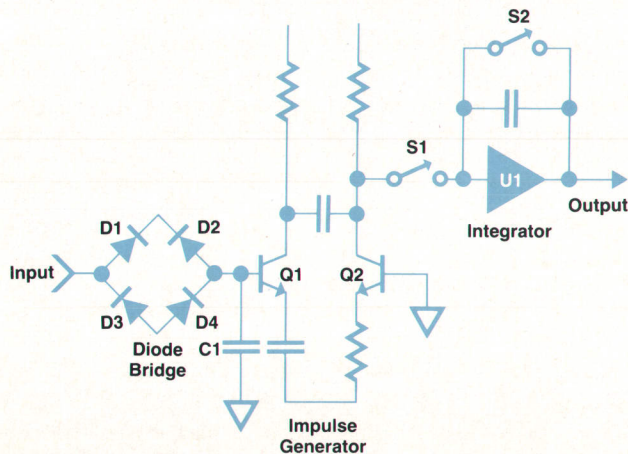 S2
S1
U1
Output
Integrator
D1
D2
Input
Q1
Q2
D3
D4
C1
Diode
Bridge
Impulse
Generator